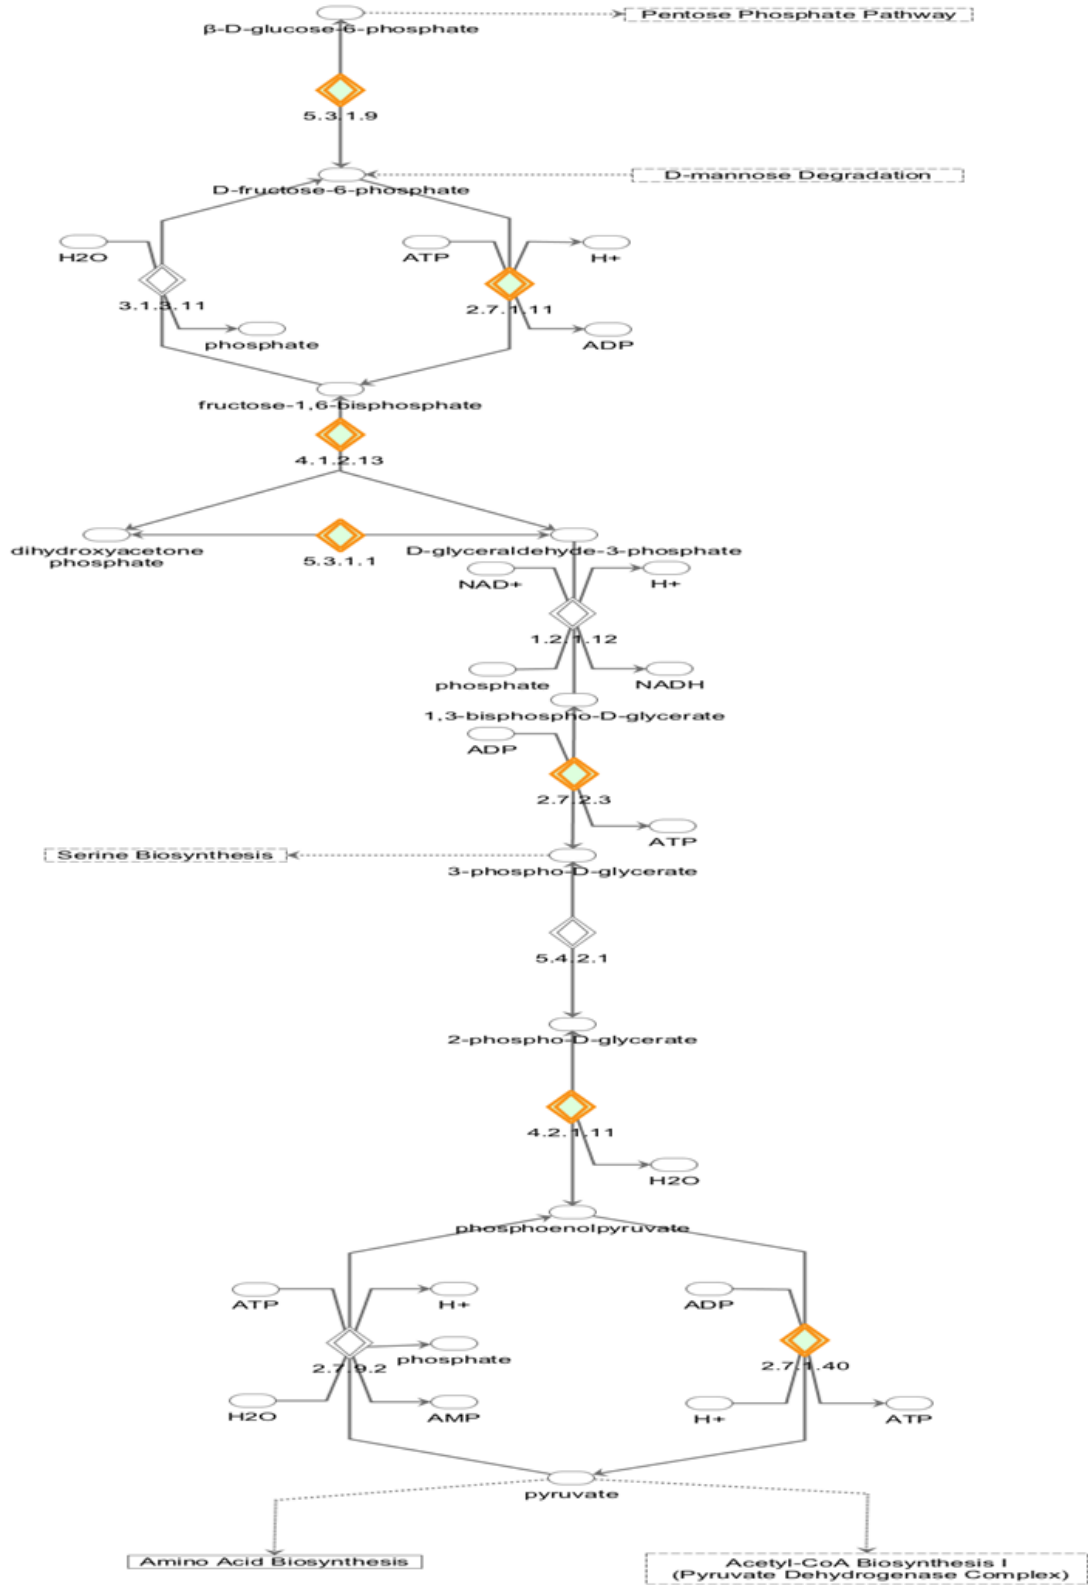 Pentose Phosphate Pathway
β-D-glucose-6-phosphate
5.3.1.9
D-mannose Degradation
D-fructose-6-phosphate
H2O
ATP
H+
3.1.3.11
2.7.1.11
phosphate
ADP
fructose-1,6-bisphosphate
4.1.2.13
dihydroxyacetone
phosphate
5.3.1.1
D-glyceraldehyde-3-phosphate
NAD+
H+
1.2.1.12
phosphate
NADH
1,3-bisphospho-D-glycerate
ADP
2.7.2.3
ATP
Serine Biosynthesis
3-phospho-D-glycerate
5.4.2.1
2-phospho-D-glycerate
4.2.1.11
H2O
phosphoenolpyruvate
ATP
H+
ADP
phosphate
2.7.9.2
2.7.1.40
H2O
AMP
H+
ATP
pyruvate
Amino Acid Biosynthesis
Acetyl-CoA Biosynthesis I
(Pyruvate Dehydrogenase Complex)